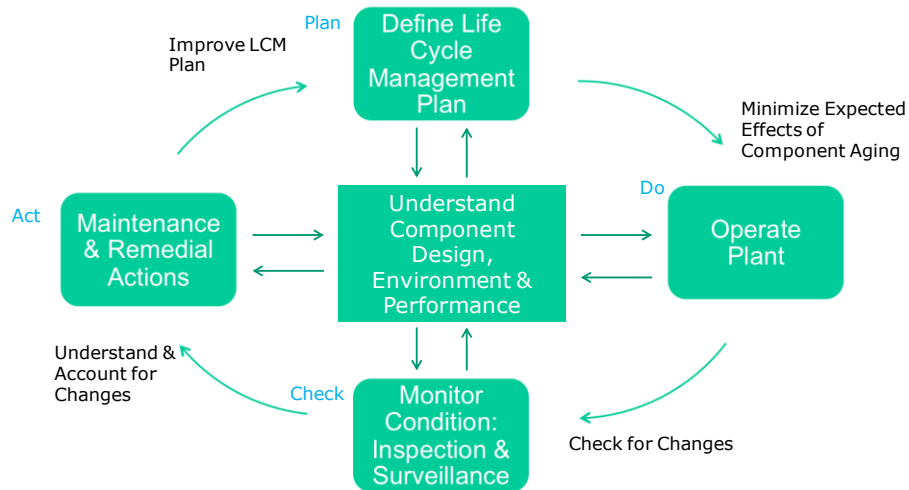 Plan
Define Life
Cycle
Management
Plan
Improve LCM
Plan
Minimize Expected
Effects of
Component Aging
Act
Maintenance
& Remedial
Actions
Understand
Component
Design,
Environment &
Performance
Do
Operate
Plant
Understand &
Account for
Changes
Check
Monitor
Condition:
Inspection &
Surveillance
Check for Changes